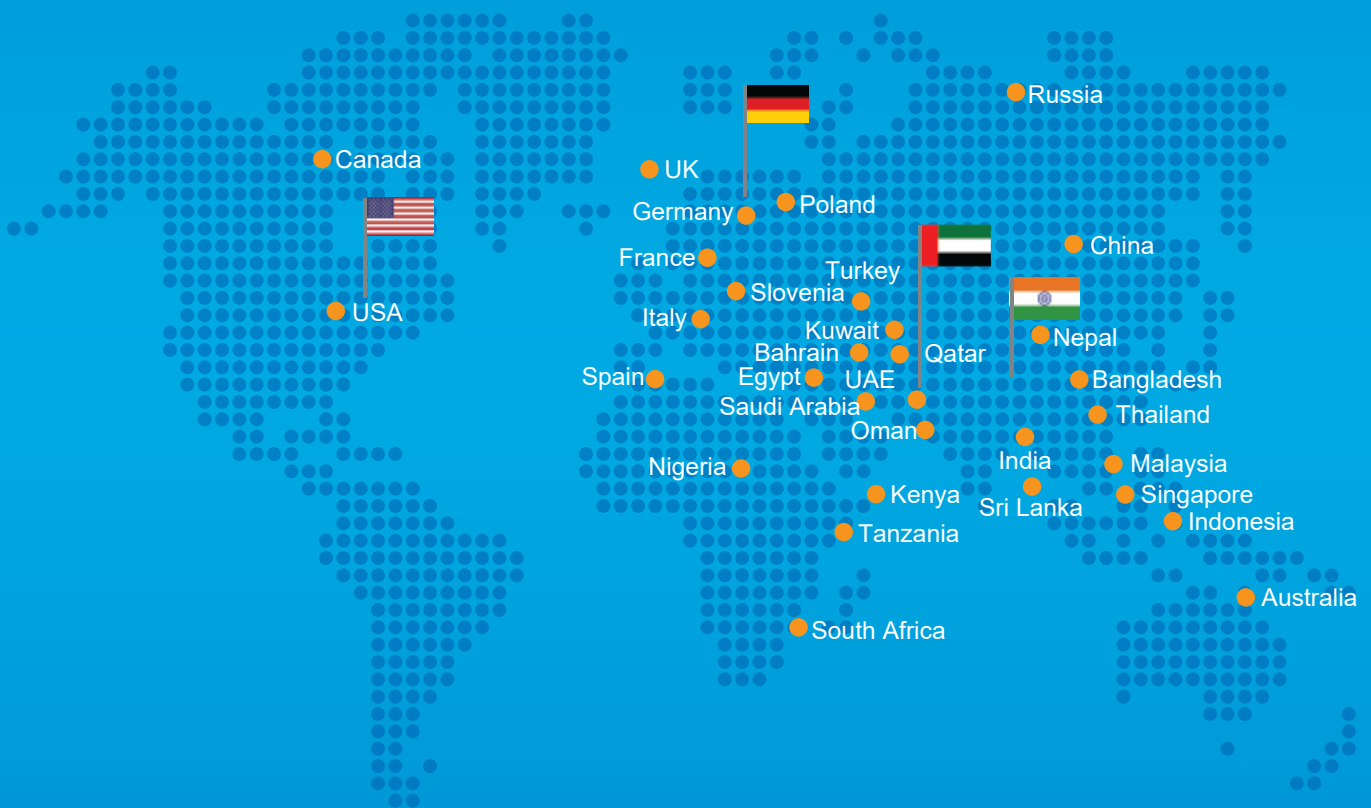 Russia
Canada
UK
Germany
Poland
France
China
Turkey
Slovenia
USA
Italy
Kuwait
Nepal
Bahrain
Qatar
Spain
Egypt
UAE
Bangladesh
Saudi Arabia
Thailand
Oman
India
Malaysia
Nigeria
Kenya
Singapore
Sri Lanka
Indonesia
Tanzania
Australia
South Africa